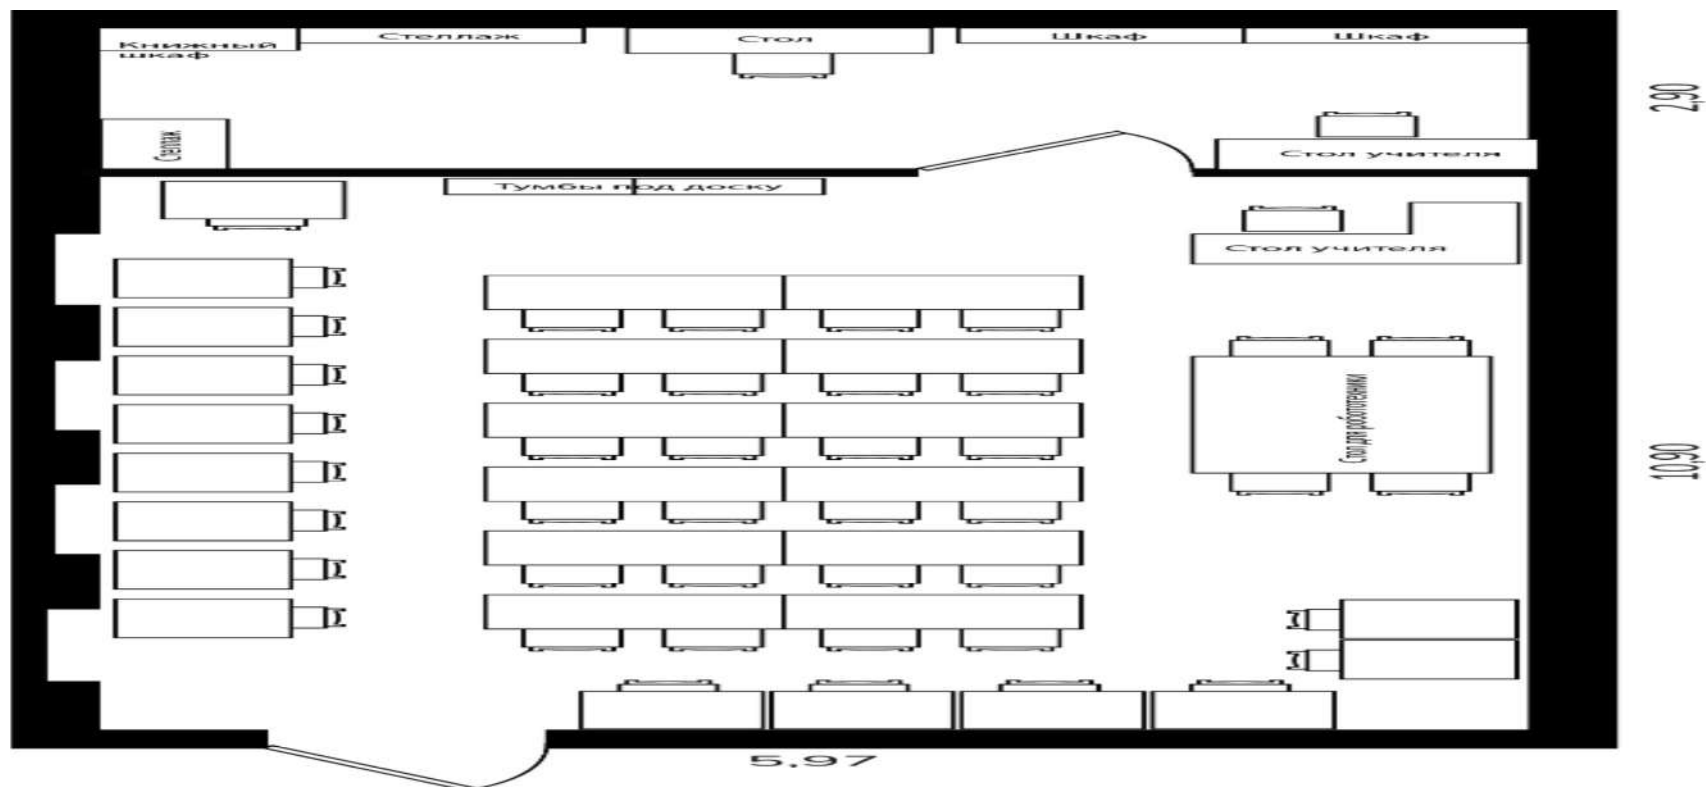 Книжный
шкаф
Стеллаж
Стол
Шкаф
Шкаф
2,90
Стеллаж
Стол учителя
Тумбы под доску
Стол учителя
Стол для робототехники
10,90
5,97